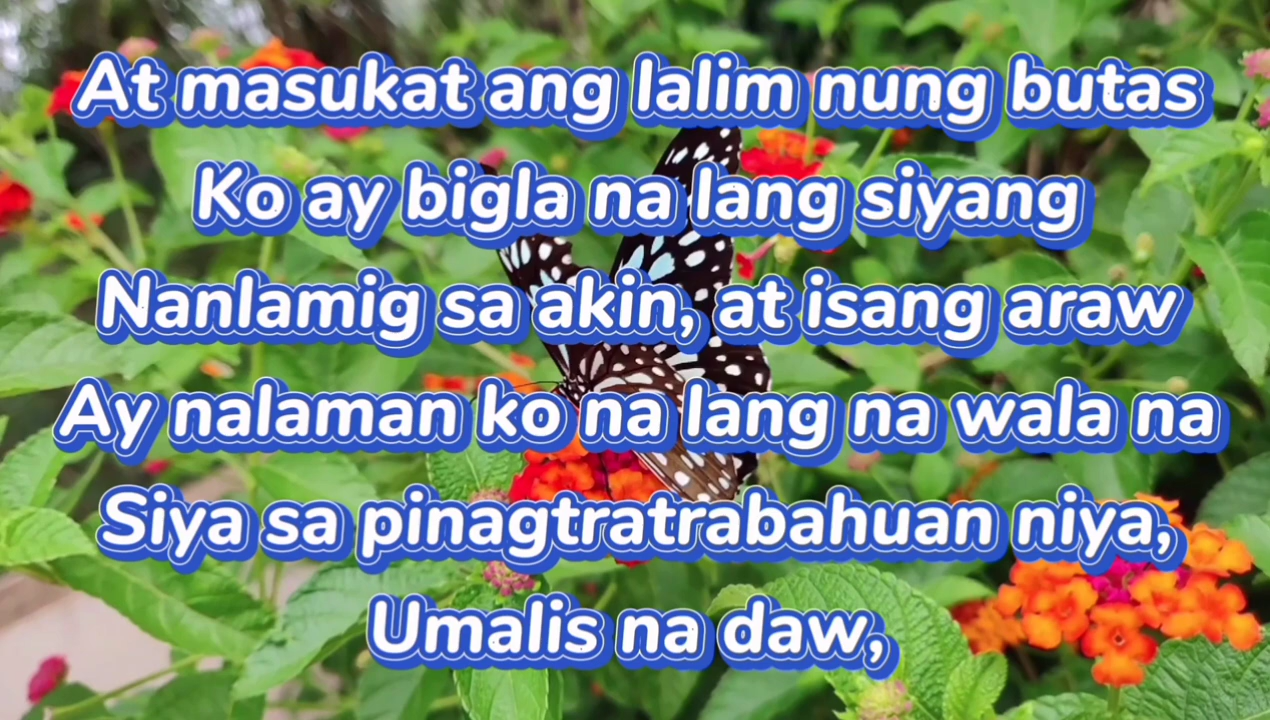 At masukat ang lalim nung butas
Ko ay bigla na lang siyang
Nanlamig sa akin, at isang araw
Ay nalaman ko na lang na wala na
Siya sa pinagtratrabahuan niya,
Umalis na daw,